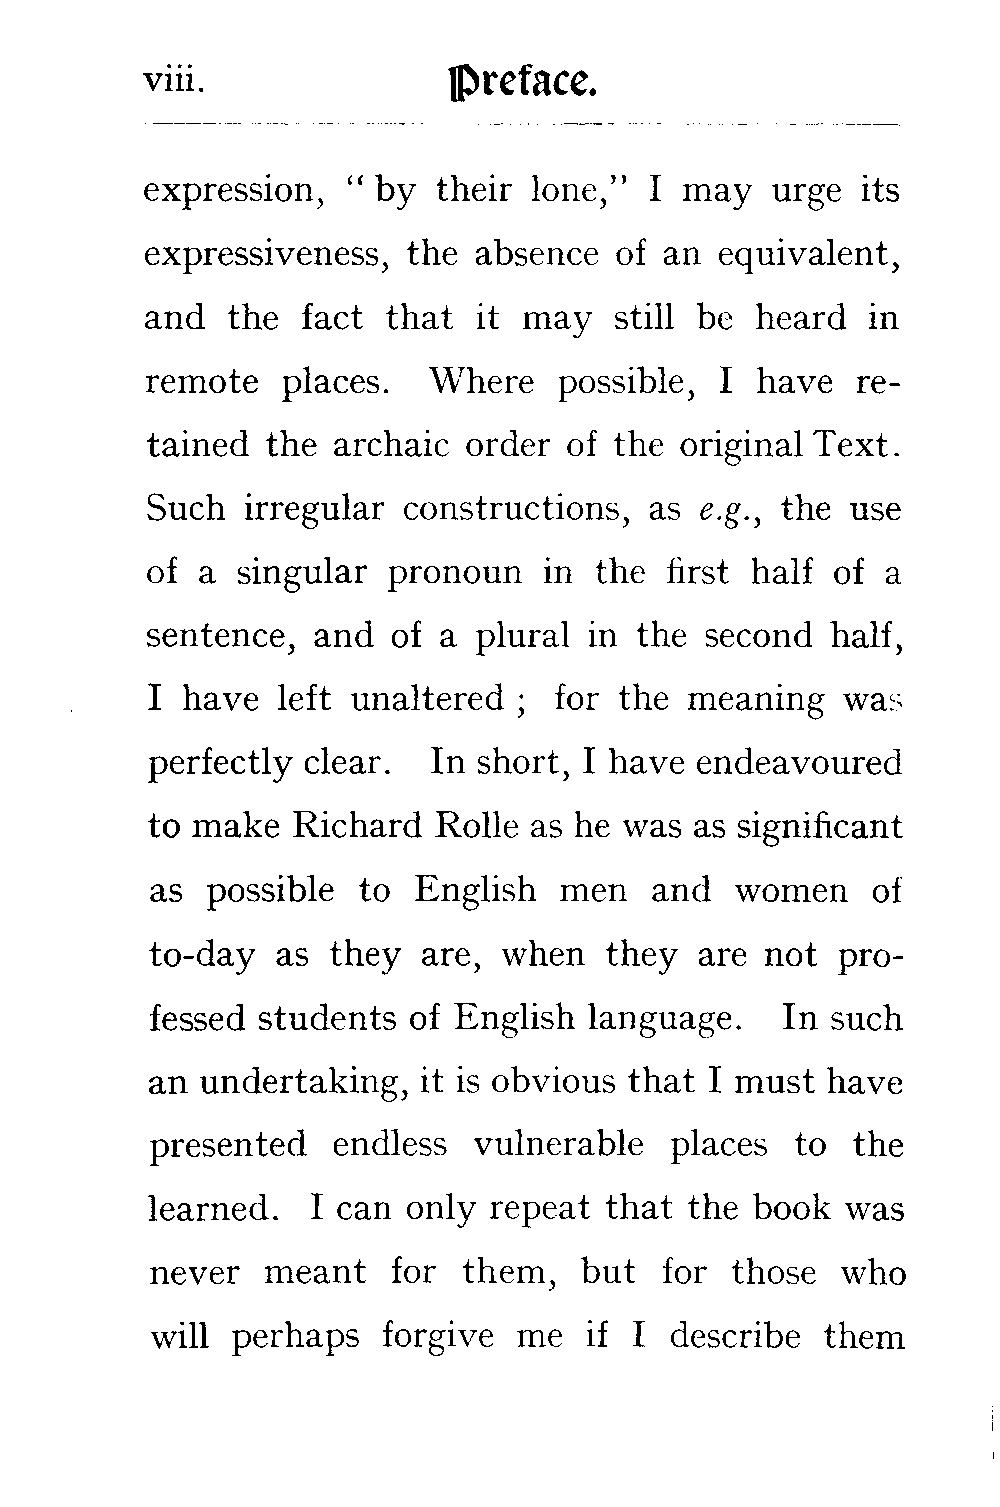 viii.
Preface.
expression, “ by their lone,” I may urge its
expressiveness, the absence of an equivalent,
and the fact that it may still be heard in
remote places. Where possible, I have re-
tained the archaic order of the original Text.
Such irregular constructions, as e.g., the use
of a singular pronoun in the first half of a
sentence, and of a plural in the second half,
I have left unaltered ; for the meaning was
perfectly clear. In short, I have endeavoured
to make Richard Rolle as he was as significant
as possible to English men and women of
to-day as they are, when they are not pro-
fessed students of English language. In such
an undertaking, it is obvious that I must have
presented endless vulnerable places to the
learned. I can only repeat that the book was
never meant for them, but for those who
will perhaps forgive me if I describe them